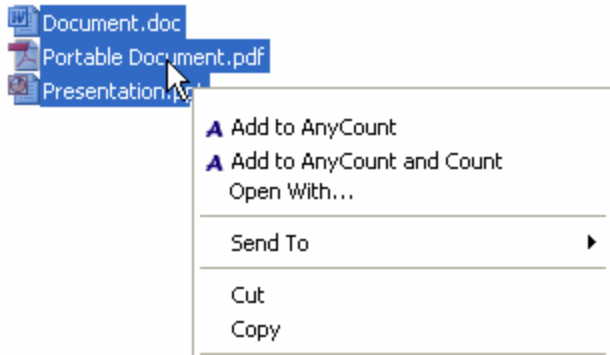 Document.doc
Portable Document.pdf
Presentation.p
A Add to AnyCount
A Add to AnyCount and Count
Open With...
Send To
Cut
Copy